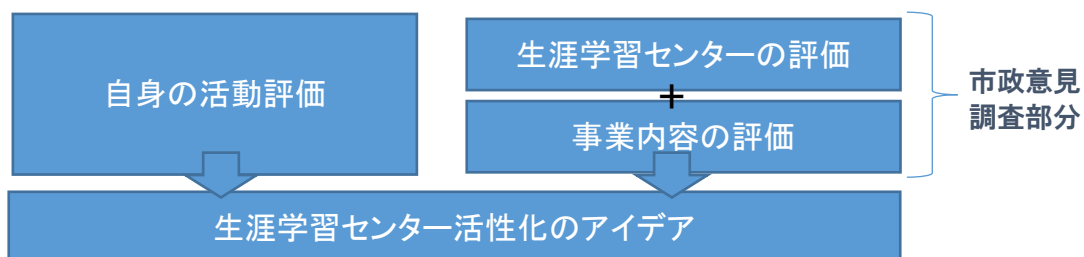 自身の活動評価
生涯学習センターの評価
+
事業内容の評価
市政意見
調査部分
生涯学習センター活性化のアイデア